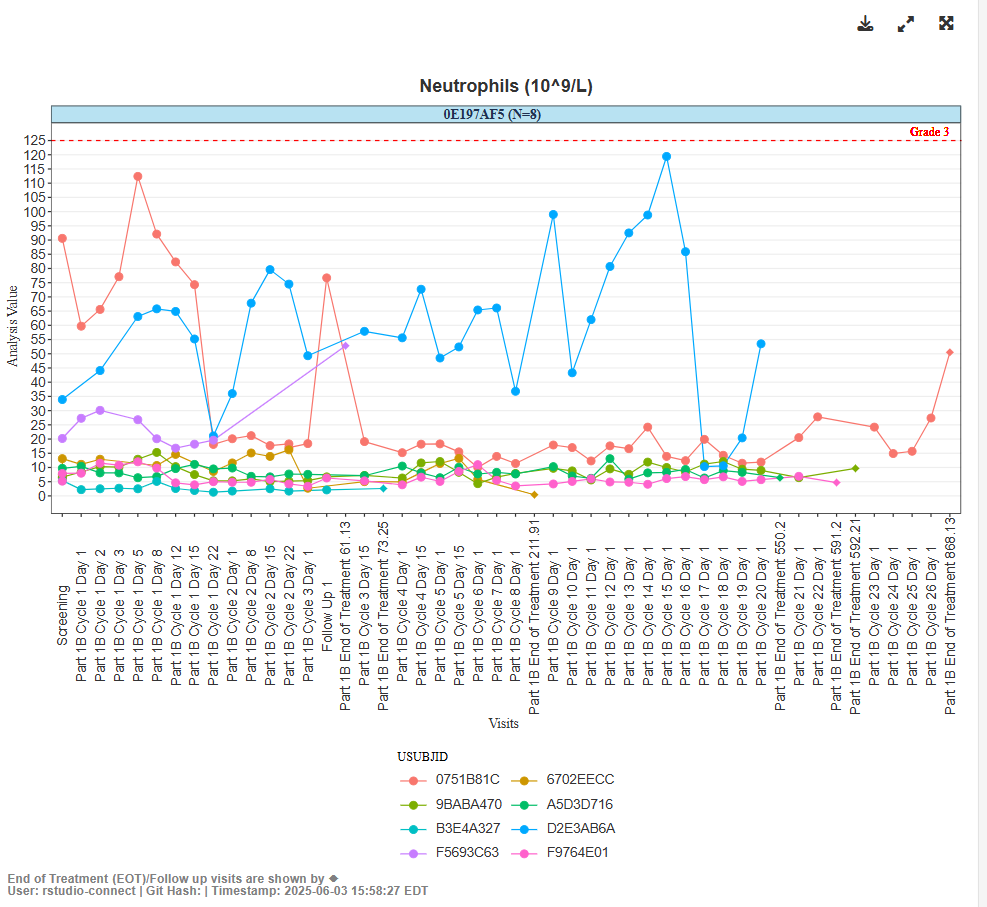 Neutrophils (10^9/L)
0E197AF5 (N=8)
Grade 3
Analysis Value
125
120
115
110
105
100
95
90
85
80
75
70
65
60
55
50
45
40
35
30
25
20
15
10
5
0
Screening
Part 1B Cycle 1 Day 1
Part 1B Cycle 1 Day 2
Part 1B Cycle 1 Day 3
Part 1B Cycle 1 Day 5
Part 1B Cycle 1 Day 8
Part 1B Cycle 1 Day 12
Part 1B Cycle 1 Day 15
Part 1B Cycle 1 Day 22
Part 1B Cycle 2 Day 1
Part 1B Cycle 2 Day 8
Part 1B Cycle 2 Day 15
Part 1B Cycle 2 Day 22
Part 1B Cycle 3 Day 1
Follow Up 1
Part 1B End of Treatment 61.13
Part 1B Cycle 3 Day 15
Part 1B End of Treatment 73.25
Part 1B Cycle 4 Day 1
Part 1B Cycle 4 Day 15
Part 1B Cycle 5 Day 1
Part 1B Cycle 5 Day 15
Part 1B Cycle 6 Day 1
Part 1B Cycle 7 Day 1
Part 1B Cycle 8 Day 1
Part 1B End of Treatment 211.91
Part 1B Cycle 9 Day 1
Part 1B Cycle 10 Day 1
Part 1B Cycle 11 Day 1
Part 1B Cycle 12 Day 1
Part 1B Cycle 13 Day 1
Part 1B Cycle 14 Day 1
Part 1B Cycle 15 Day 1
Part 1B Cycle 16 Day 1
Part 1B Cycle 17 Day 1
Part 1B Cycle 18 Day 1
Part 1B Cycle 19 Day 1
Part 1B Cycle 20 Day 1
Part 1B End of Treatment 550.2
Part 1B Cycle 21 Day 1
Part 1B Cycle 22 Day 1
Part 1B End of Treatment 591.2
Part 1B End of Treatment 592.21
Part 1B Cycle 23 Day 1
Part 1B Cycle 24 Day 1
Part 1B Cycle 25 Day 1
Part 1B Cycle 26 Day 1
Part 1B End of Treatment 868.13
Visits
USUBJID
0751B81C 6702EECC
9BABA470 A5D3D716
B3E4A327 D2E3AB6A
F5693C63 F9764E01
End of Treatment (EOT)/Follow up visits are shown by ◆
User: rstudio-connect | Git Hash: | Timestamp: 2025-06-03 15:58:27 EDT